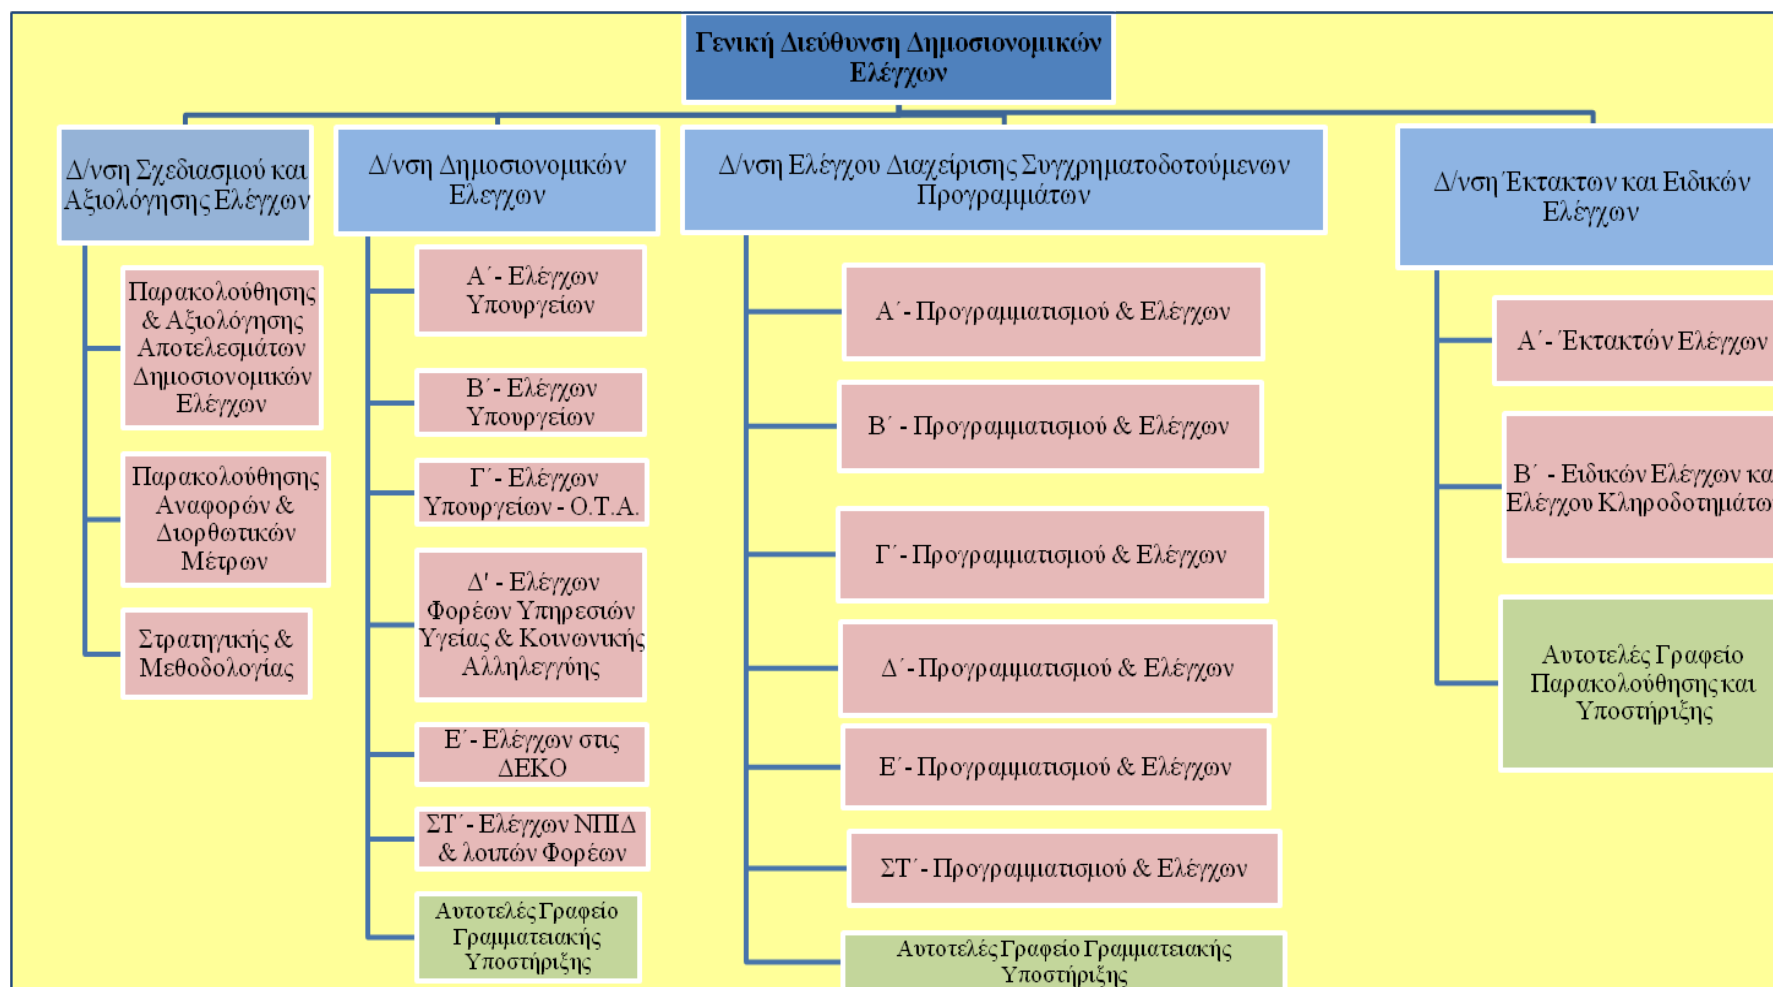 Γενική Διεύθυνση Δημοσιονομικών
Ελέγχων
Δ/νση Σχεδιασμού και
Αξιολόγησης Ελέγχων
Παρακολούθησης
& Αξιολόγησης
Αποτελεσμάτων
Δημοσιονομικών
Ελέγχων
Παρακολούθησης
Αναφορών &
Διορθωτικών
Μέτρων
Στρατηγικής &
Μεθοδολογίας
Δ/νση Δημοσιονομικών
Ελεγχων
Α΄- Ελέγχων
Υπουργείων
Β΄- Ελέγχων
Υπουργείων
Γ΄- Ελέγχων
Υπουργείων - Ο.Τ.Α.
Δ' - Ελέγχων
Φορέων Υπηρεσιών
Υγείας & Κοινωνικής
Αλληλεγγύης
Ε΄- Ελέγχων στις
ΔΕΚΟ
ΣΤ΄- Ελέγχων ΝΠΙΔ
& λοιπών Φορέων
Αυτοτελές Γραφείο
Γραμματειακής
Υποστήριξης
Δ/νση Ελέγχου Διαχείρισης Συγχρηματοδοτούμενων
Προγραμμάτων
Α΄- Προγραμματισμού & Ελέγχων
Β΄ - Προγραμματισμού & Ελέγχων
Γ΄- Προγραμματισμού & Ελέγχων
Δ΄- Προγραμματισμού & Ελέγχων
Ε΄- Προγραμματισμού & Ελέγχων
ΣΤ΄- Προγραμματισμού & Ελέγχων
Αυτοτελές Γραφείο Γραμματειακής
Υποστήριξης
Δ/νση Έκτακτων και Ειδικών
Ελέγχων
Α΄- Έκτακτών Ελέγχων
Β΄ - Ειδικών Ελέγχων και
Ελέγχου Κληροδοτημάτω
Αυτοτελές Γραφείο
Παρακολούθησης και
Υποστήριξης